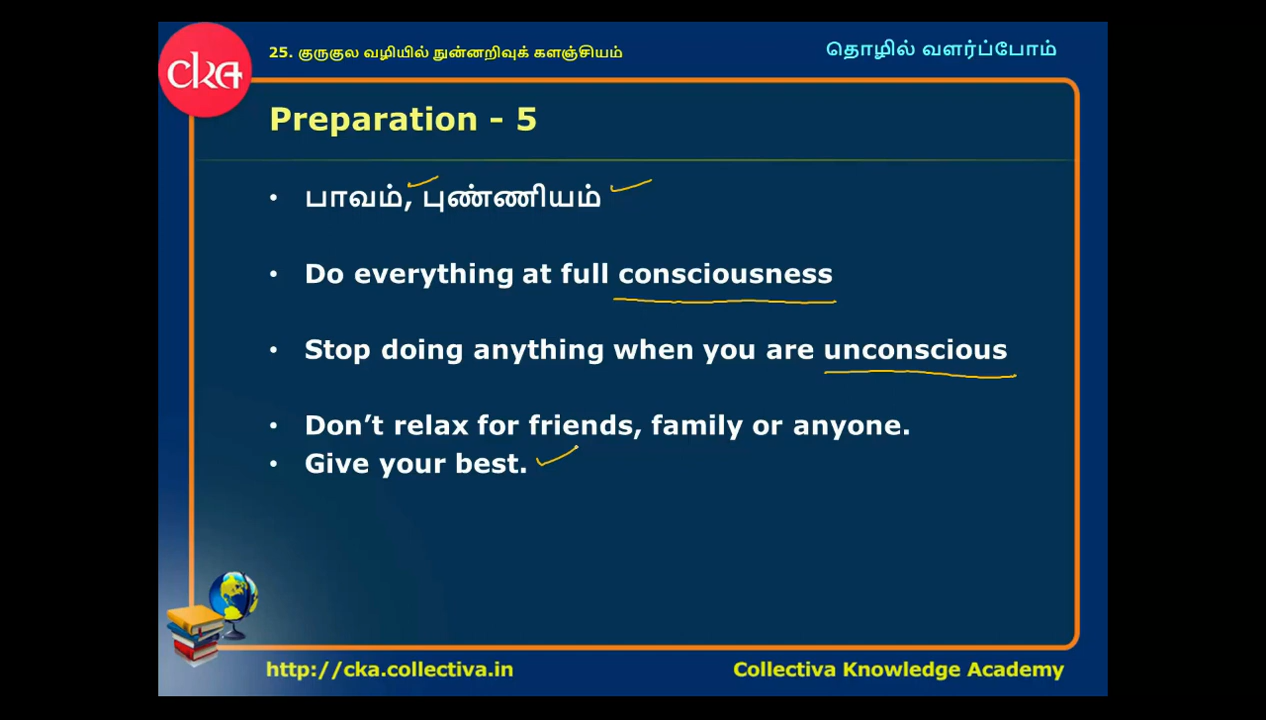 cka
25. குருகுல வழியில் நுன்னறிவுக் களஞ்சியம்
தொழில் வளர்ப்போம்
Preparation - 5
• பாவம், புண்ணியம்
• Do everything at full consciousness
• Stop doing anything when you are unconscious
• Don’t relax for friends, family or anyone.
• Give your best.
http://cka.collectiva.in
Collectiva Knowledge Academy